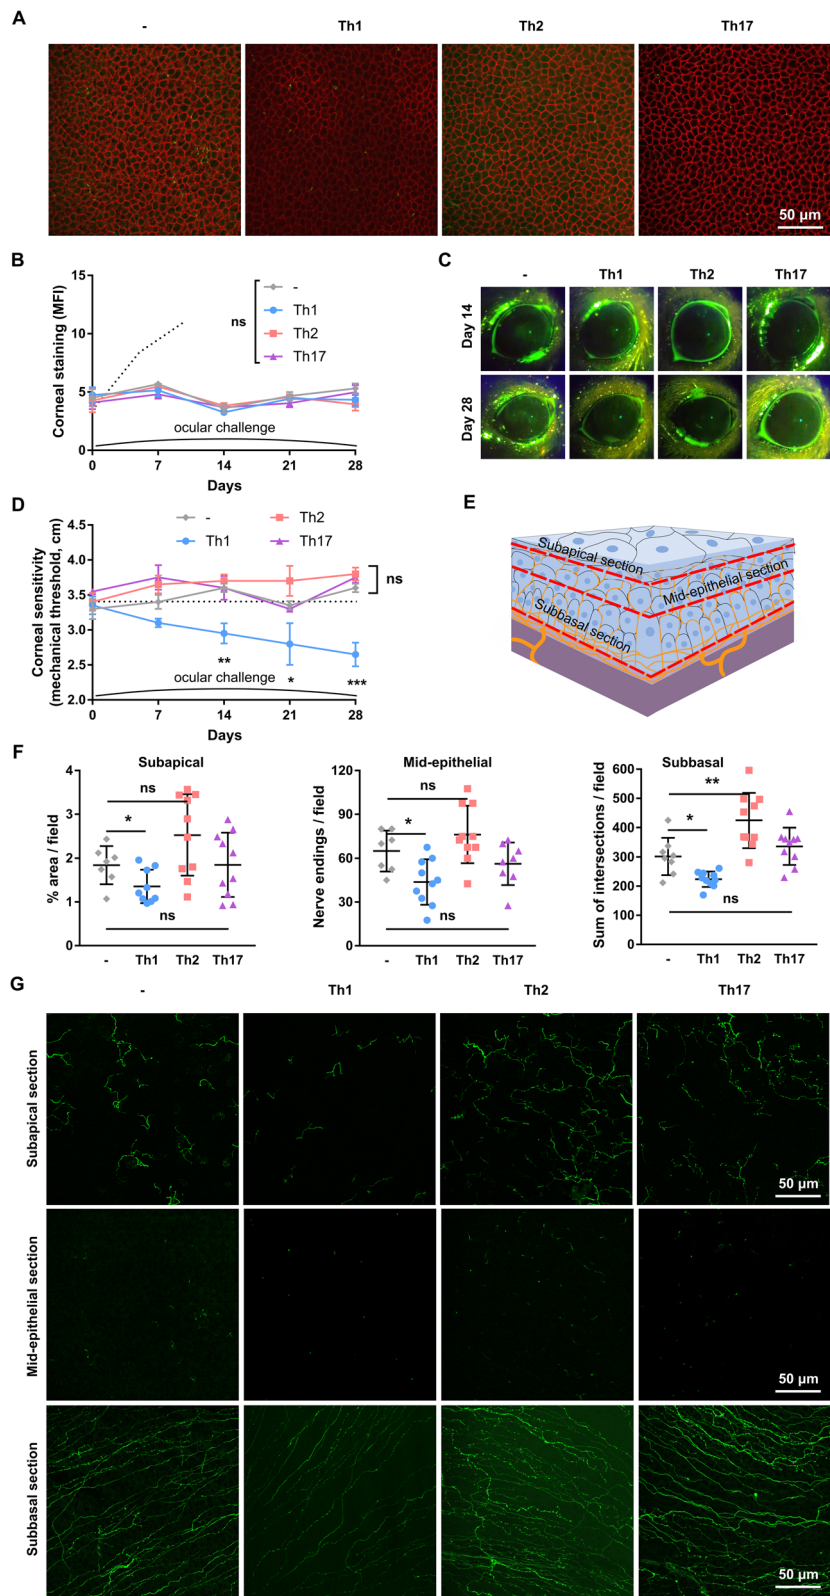 A
- Th1 Th2 Th17
50 µm
B
Corneal staining (MFI)
15
10
5
0
ns
-
Th1
Th2
Th17
ocular challenge
0 7 14 21 28
Days
C
- Th1 Th2 Th17
Day 14
Day 28
D
Corneal sensitivity
(mechanical threshold, cm)
- Th2
Th1 Th17
4.5
4.0
3.5
3.0
2.5
2.0
ns
** * ***
ocular challenge
0 7 14 21 28
Days
E
Subapical section
Mid-epithelial section
Subbasal section
F
Subapical
% area / field
4
3
2
1
0
ns
*
ns
- Th1 Th2 Th17
Mid-epithelial
Nerve endings / field
120
90
60
30
0
ns
*
ns
- Th1 Th2 Th17
Subbasal
Sum of intersections / field
600
500
400
300
200
100
0
**
*
ns
- Th1 Th2 Th17
G
- Th1 Th2 Th17
Subapical section
50 µm
Mid-epithelial section
50 µm
Subbasal section
50 µm